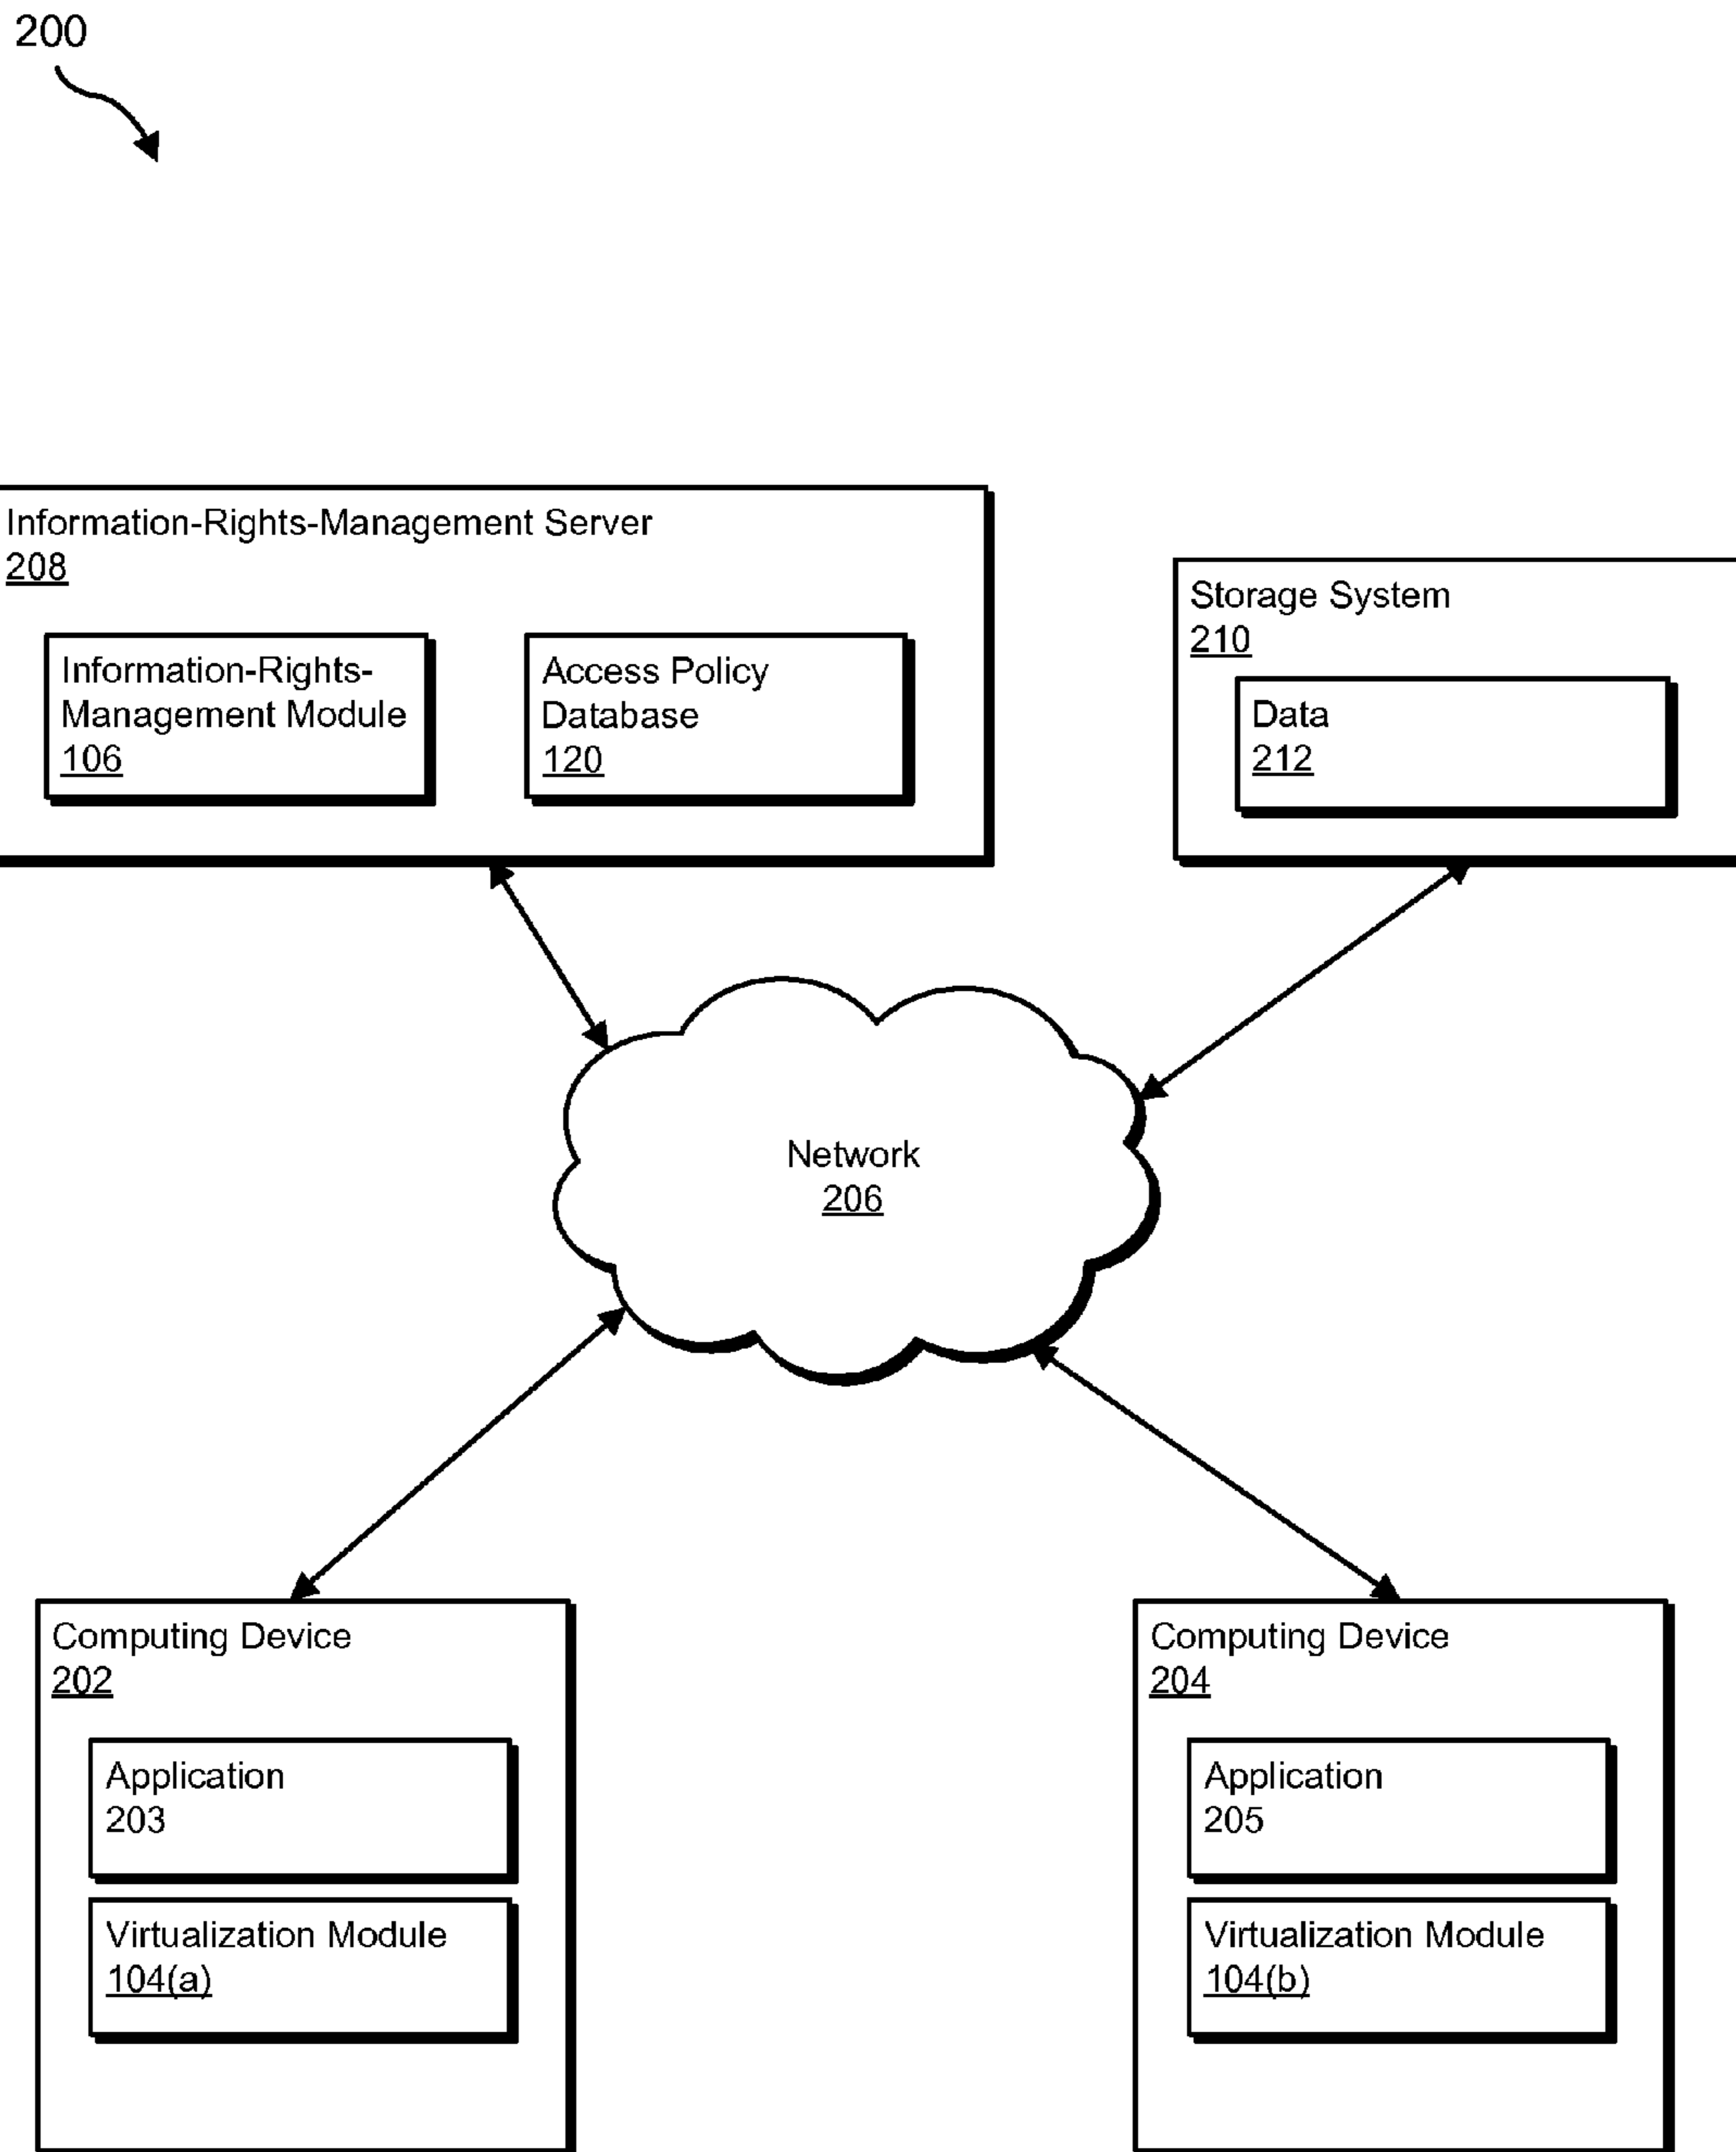 200
Information-Rights-Management Server
208
Information-Rights-
Management Module
106
Access Policy
Database
120
Storage System
210
Data
212
Network
206
Computing Device
202
Application
203
Virtualization Module
104(a)
Computing Device
204
Application
205
Virtualization Module
104(b)